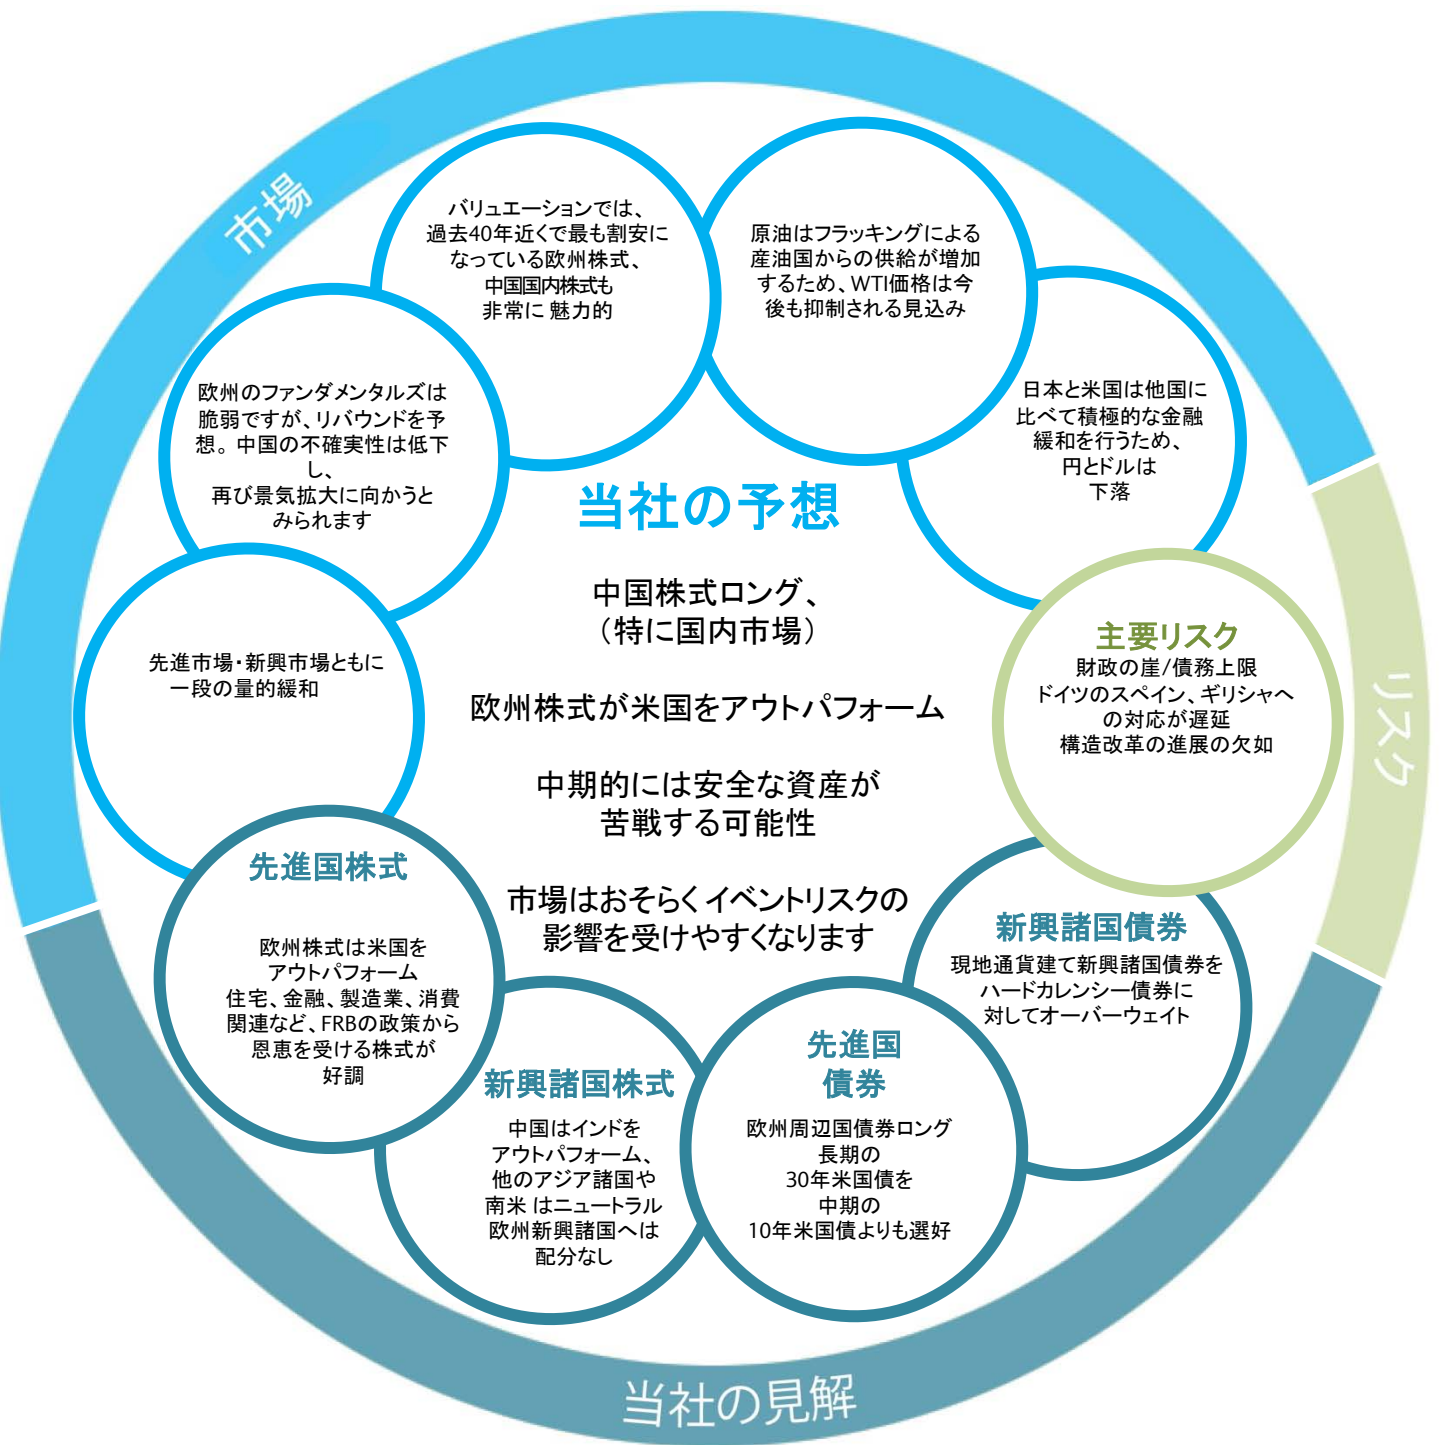 市場
バリュエーションでは、
過去40年近くで最も割安に
なっている欧州株式、
中国国内株式も
非常に 魅力的
原油はフラッキングによる
産油国からの供給が増加
するため、WTI価格は今
後も抑制される見込み
欧州のファンダメンタルズは
脆弱ですが、リバウンドを予
想。中国の不確実性は低下
し、
再び景気拡大に向かうと
みられます
日本と米国は他国に
比べて積極的な金融
緩和を行うため、
円とドルは
下落
先進市場・新興市場ともに
一段の量的緩和
当社の予想
中国株式ロング、
（特に国内市場）
欧州株式が米国をアウトパフォーム
中期的には安全な資産が
苦戦する可能性
市場はおそらくイベントリスクの
影響を受けやすくなります
主要リスク
財政の崖/債務上限
ドイツのスペイン、ギリシャへ
の対応が遅延
構造改革の進展の欠如
リスク
先進国株式
欧州株式は米国を
アウトパフォーム
住宅、金融、製造業、消費
関連など、FRBの政策から
恩恵を受ける株式が
好調
新興諸国株式
中国はインドを
アウトパフォーム、
他のアジア諸国や
南米 はニュートラル
欧州新興諸国へは
配分なし
先進国
債券
欧州周辺国債券ロング
長期の
30年米国債を
中期の
10年米国債よりも選好
新興諸国債券
現地通貨建て新興諸国債券を
ハードカレンシー債券に
対してオーバーウェイト
当社の見解